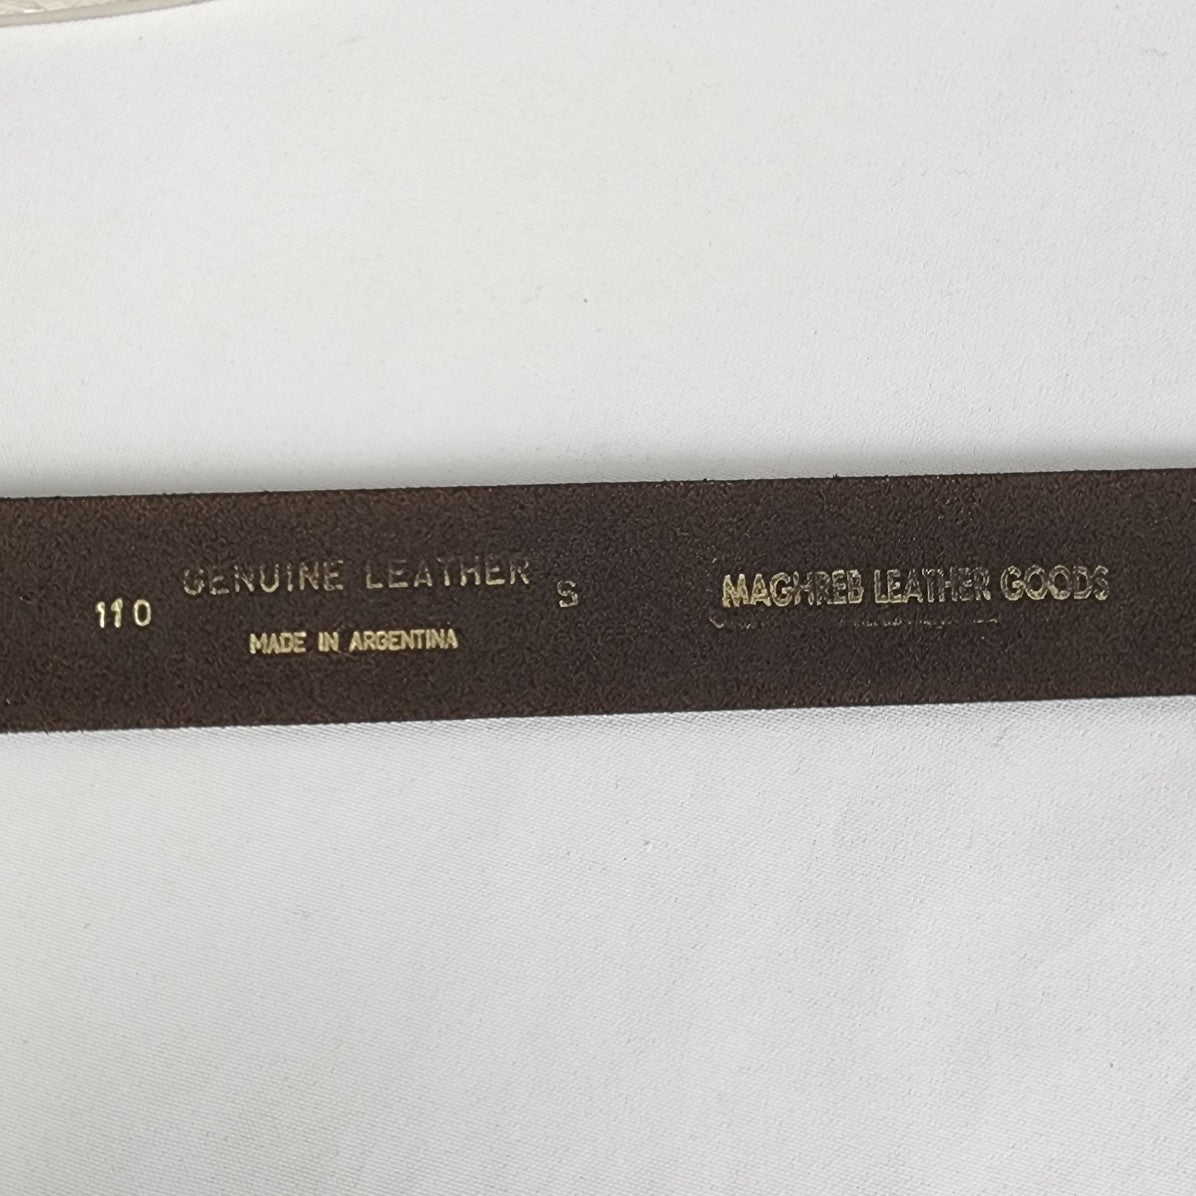 110
GENUINE LEATHER
S
MADE IN ARGENTINA
MAGHREB LEATHER GOODS